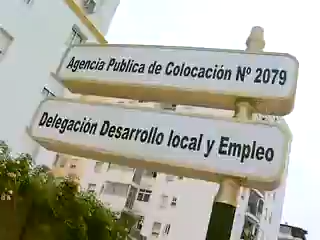 Agencia Publica de Colocación Nº 2079
Delegación Desarrollo local y Empleo